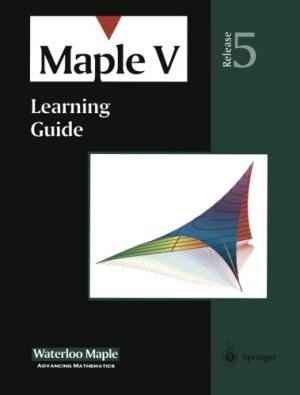 Maple V
Release 5
Learning
Guide
Waterloo Maple
ADVANCING MATHEMATICS
Springer